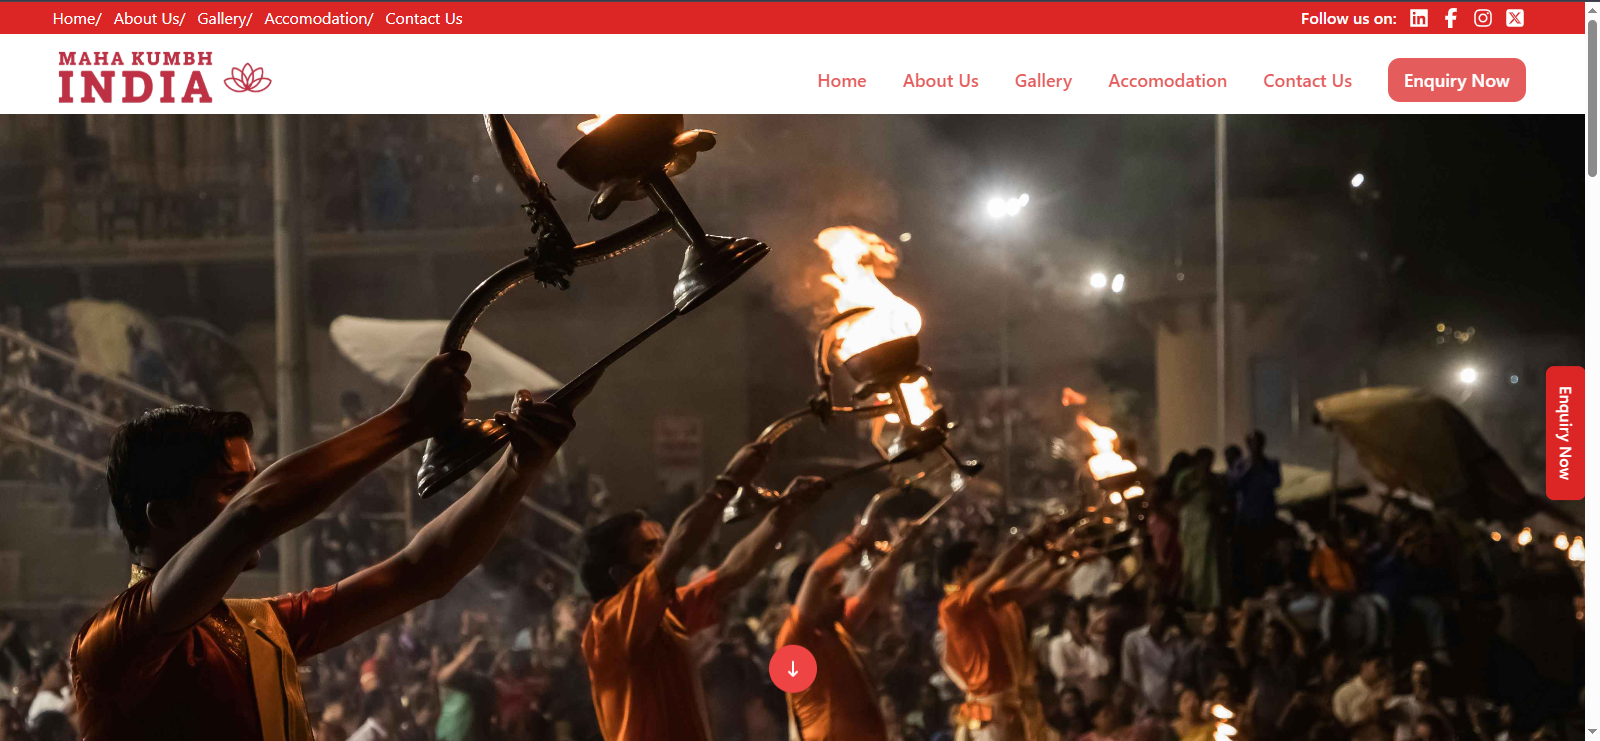 Home/ About Us/ Gallery/ Accomodation/ Contact Us
Follow us on:
MAHA KUMBH
INDIA
Home About Us Gallery Accomodation Contact Us Enquiry Now
Enquiry Now